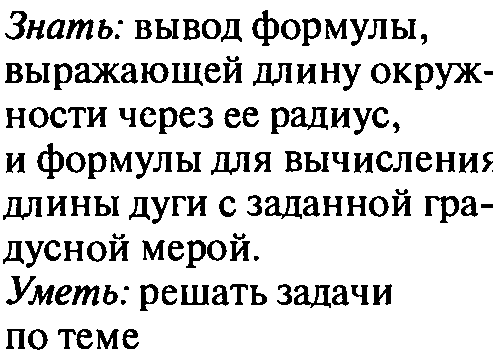 Знать: вывод формулы,
выражающей длину окруж-
ности через ее радиус,
и формулы для вычисления
длины дуги с заданной гра-
дусной мерой.
Уметь: решать задачи
по теме